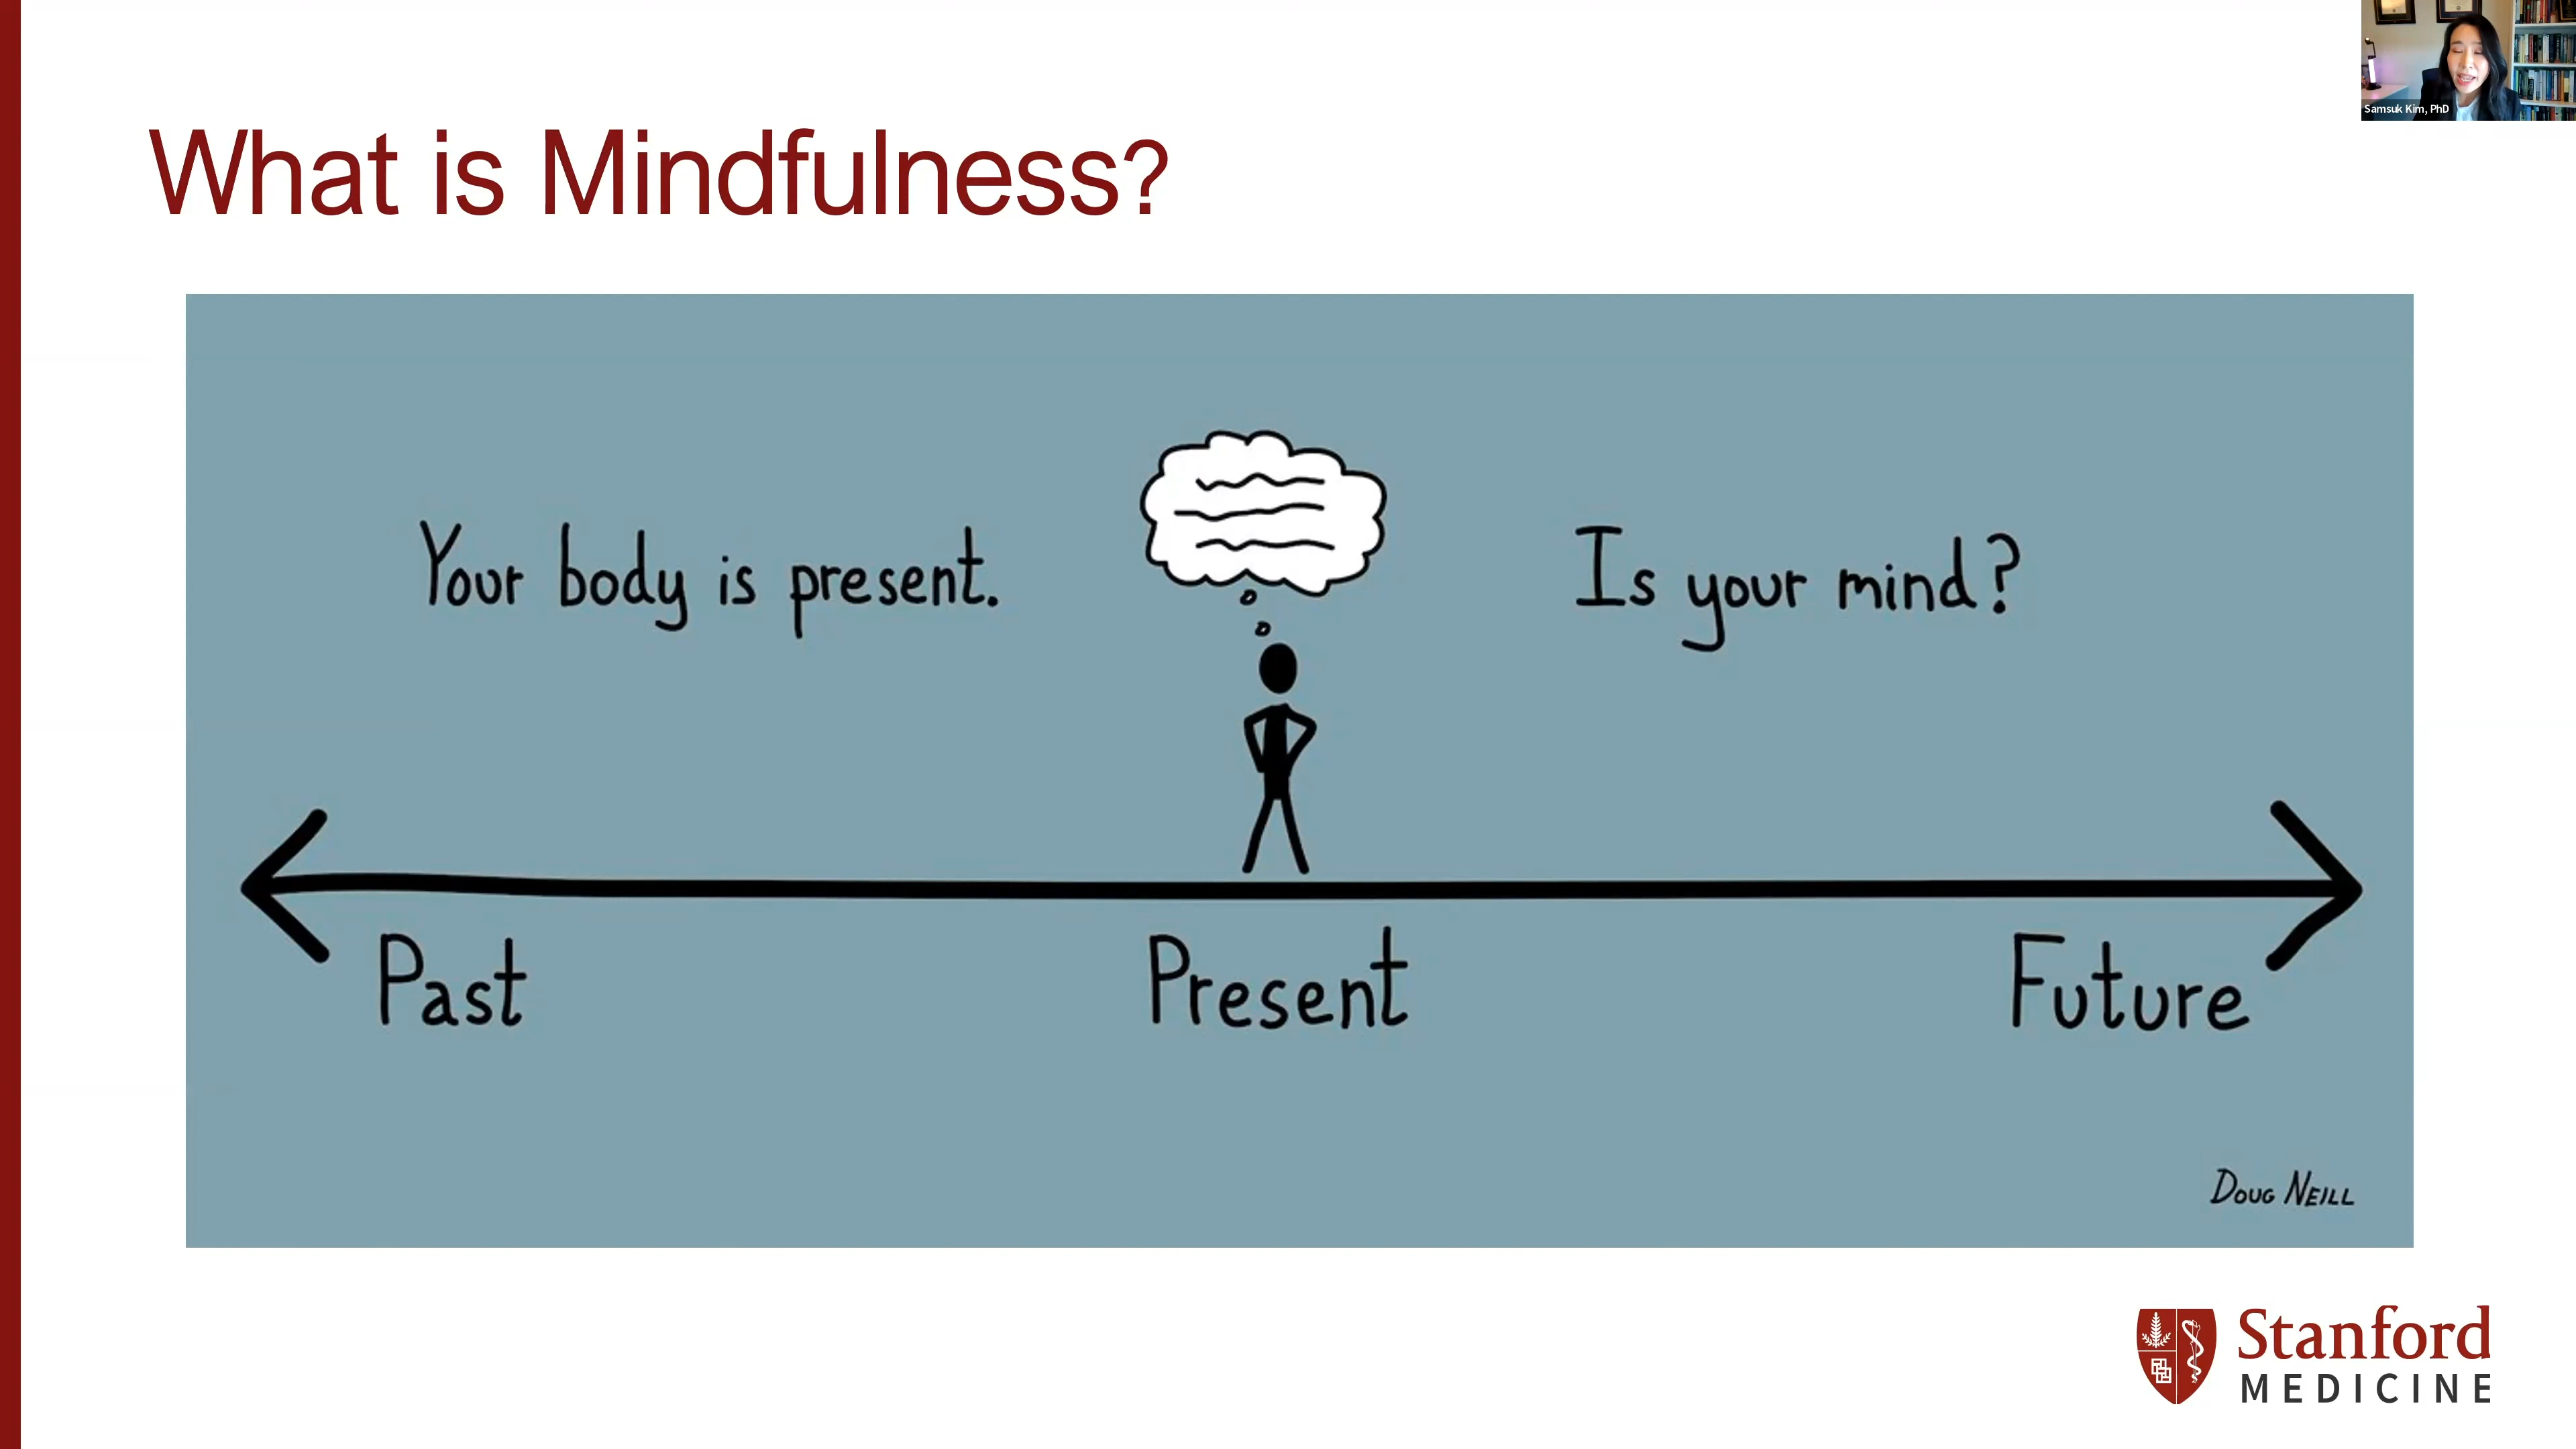 Samsuk Kim, PhD
What is Mindfulness?
Your body is present.
Is your mind?
Past
Present
Future
Doug Neill
Stanford
MEDICINE